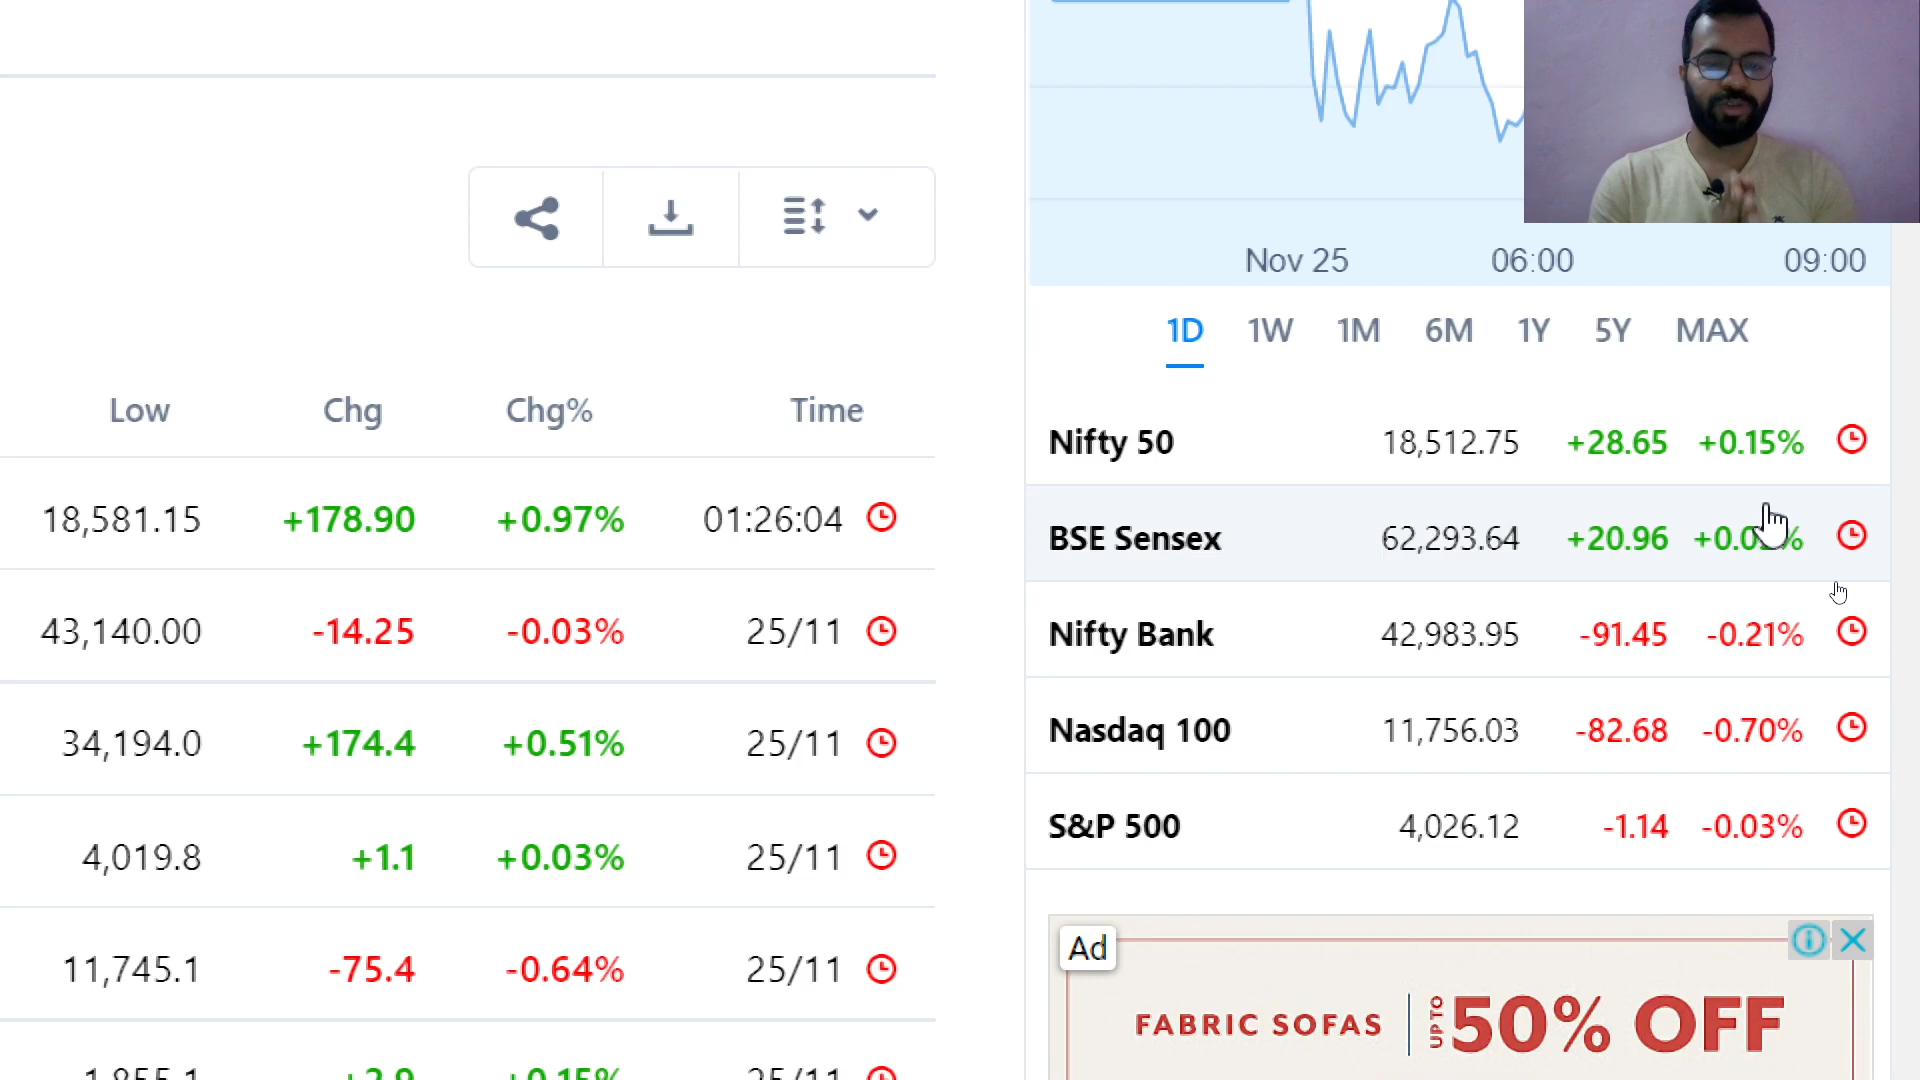 Nov 25 06:00 09:00
1D 1W 1M 6M 1Y 5Y MAX
Low Chg Chg% Time
18,581.15 +178.90 +0.97% 01:26:04
43,140.00 -14.25 -0.03% 25/11
34,194.0 +174.4 +0.51% 25/11
4,019.8 +1.1 +0.03% 25/11
11,745.1 -75.4 -0.64% 25/11
Nifty 50 18,512.75 +28.65 +0.15%
BSE Sensex 62,293.64 +20.96
Nifty Bank 42,983.95 -91.45 -0.21%
Nasdaq 100 11,756.03 -82.68 -0.70%
S&P 500 4,026.12 -1.14 -0.03%
Ad
FABRIC SOFAS UPTO 50% OFF